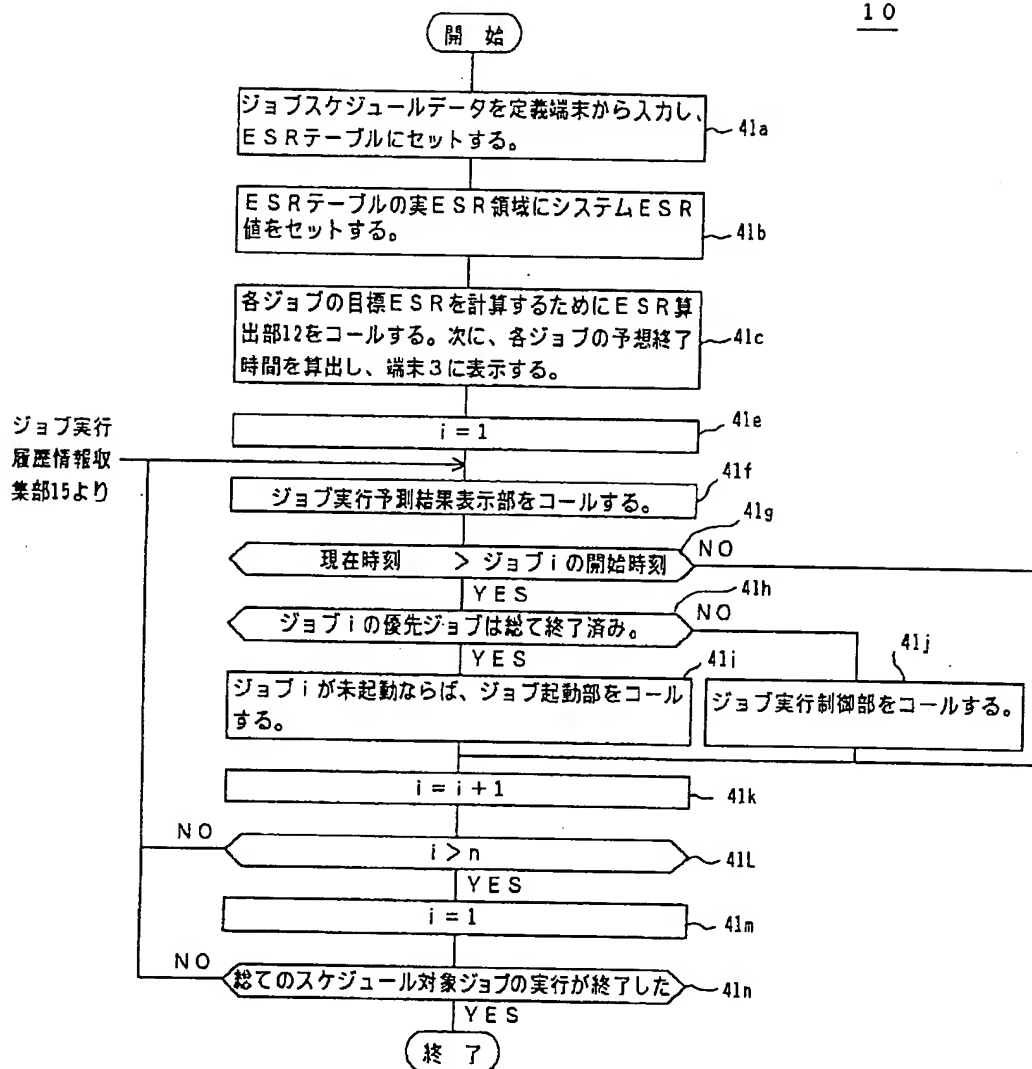 10
開 始
ジョブスケジュールデータを定義端末から入力し、
ESRテーブルにセットする。
41a
ESRテーブルの実ESR領域にシステムESR
値をセットする。
41b
各ジョブの目標ESRを計算するためにESR算
出部12をコールする。次に、各ジョブの予想終了
時間を算出し、端末3に表示する。
41c
i=1
41e
ジョブ実行
履歴情報収
集部15より
ジョブ実行予測結果表示部をコールする。
41f
現在時刻 > ジョブiの開始時刻
41g
NO
YES
ジョブiの優先ジョブは総て終了済み。
41h
NO
YES
ジョブiが未起動ならば、ジョブ起動部をコール
する。
41i
ジョブ実行制御部をコールする。
41j
i=i+1
41k
NO
i>n
41L
YES
i=1
41m
NO
総てのスケジュール対象ジョブの実行が終了した
41n
YES
終 了